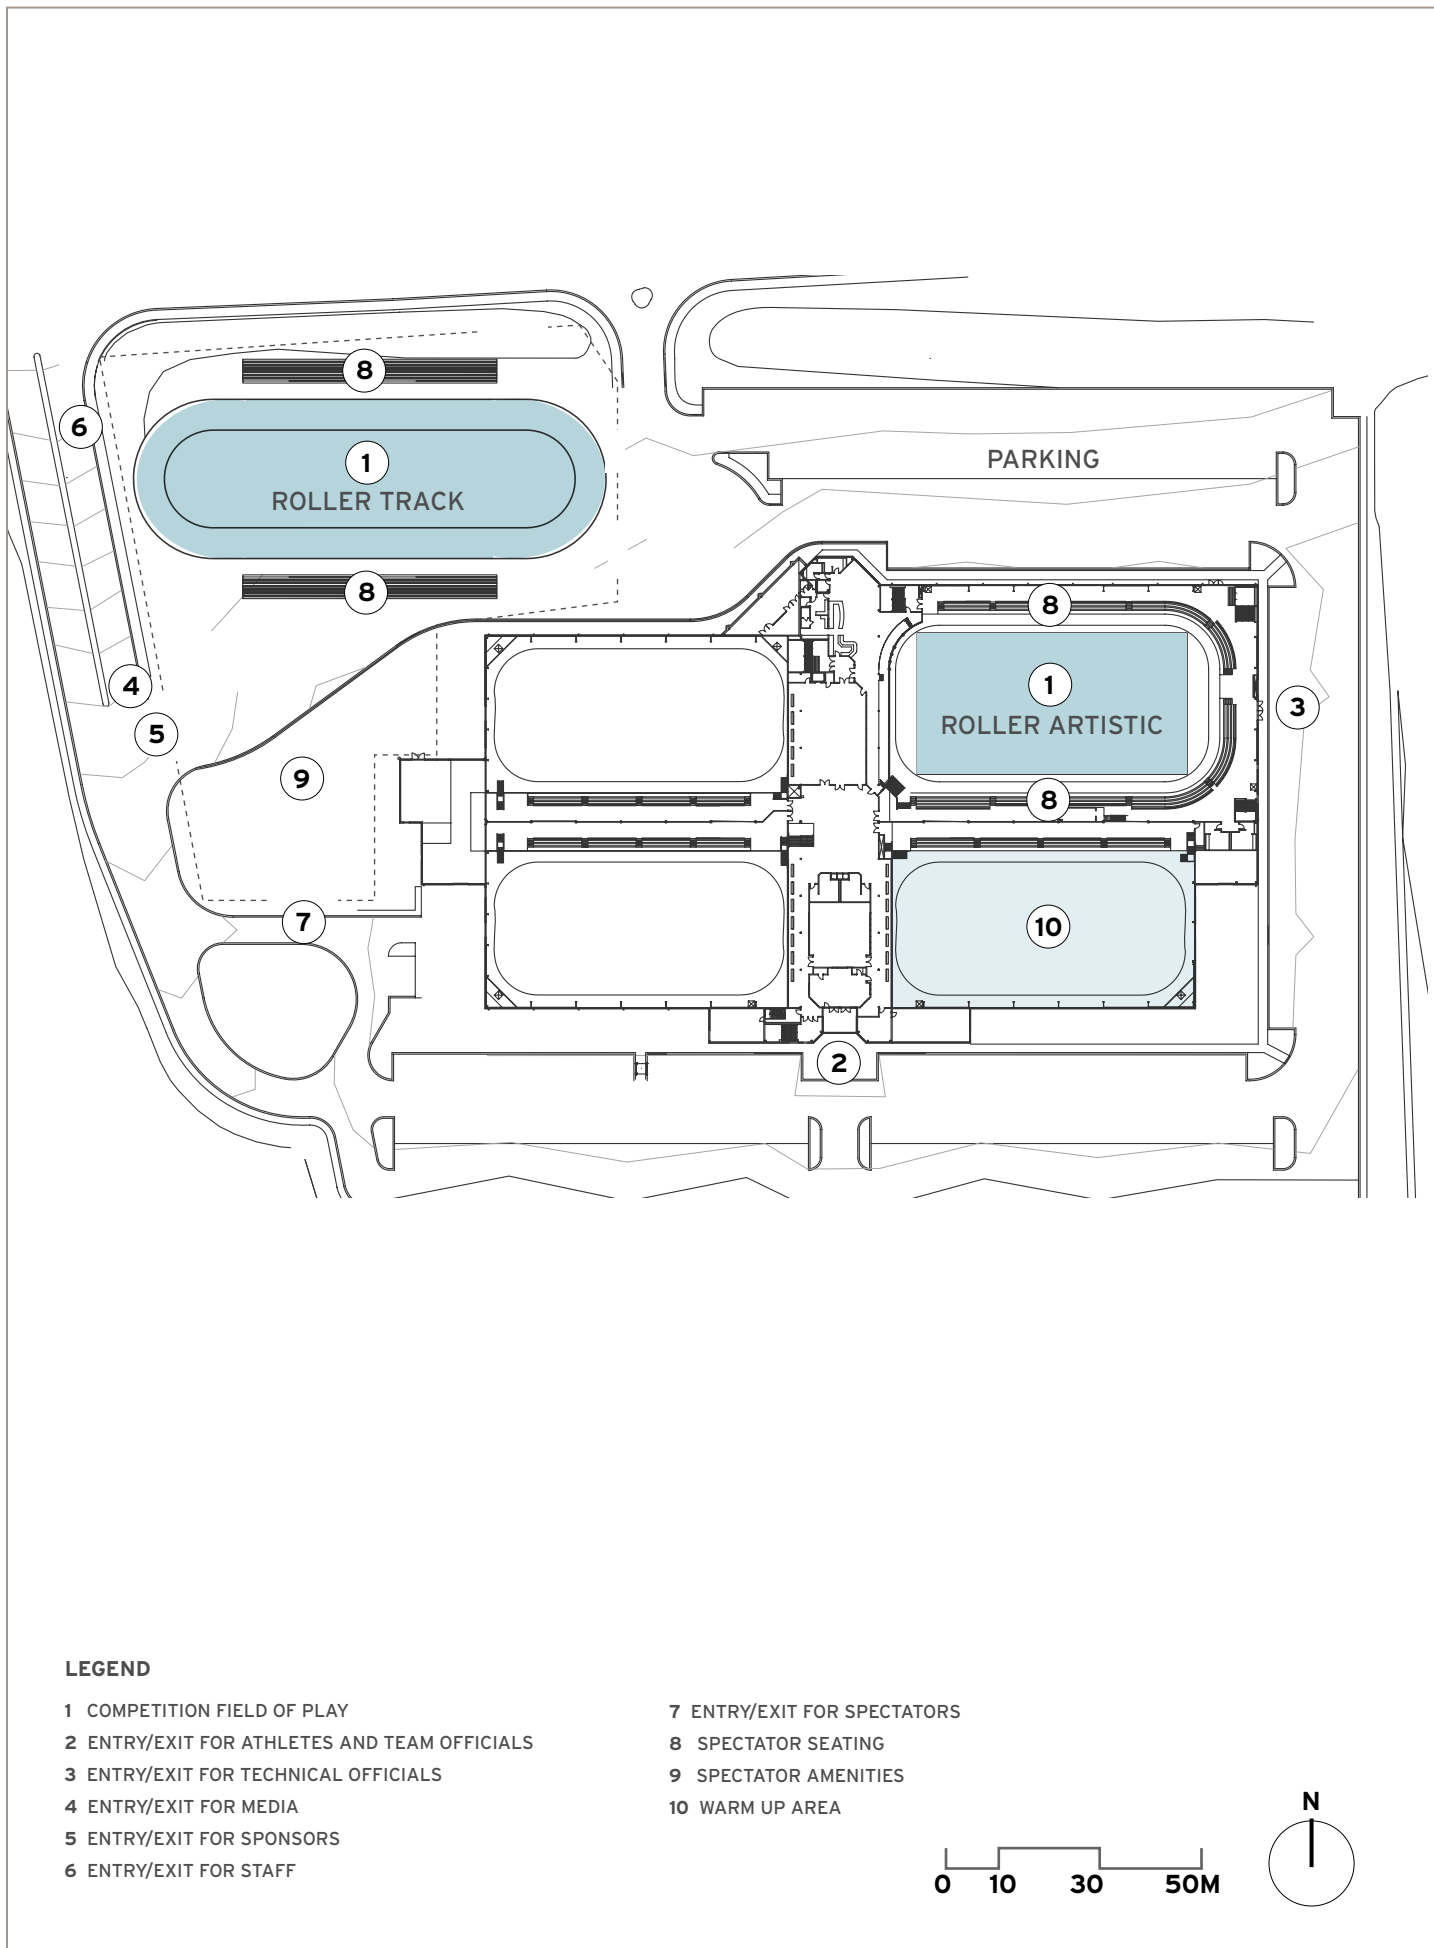 8
6
1
PARKING
ROLLER TRACK
8
8
4
1
3
5
ROLLER ARTISTIC
9
8
7
10
2
LEGEND
1 COMPETITION FIELD OF PLAY
2 ENTRY/EXIT FOR ATHLETES AND TEAM OFFICIALS
3 ENTRY/EXIT FOR TECHNICAL OFFICIALS
4 ENTRY/EXIT FOR MEDIA
5 ENTRY/EXIT FOR SPONSORS
6 ENTRY/EXIT FOR STAFF
7 ENTRY/EXIT FOR SPECTATORS
8 SPECTATOR SEATING
9 SPECTATOR AMENITIES
10 WARM UP AREA
N
0 10 30 50M